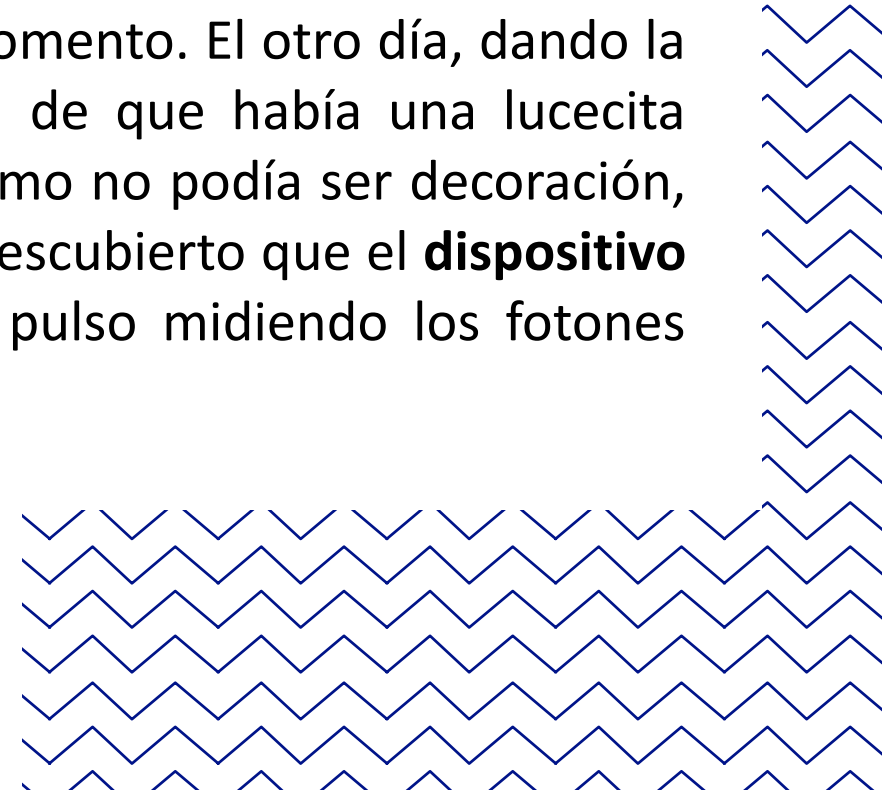 omento. El otro día, dando la
de que había una lucecita
mo no podía ser decoración,
escubierto que el dispositivo
pulso midiendo los fotones